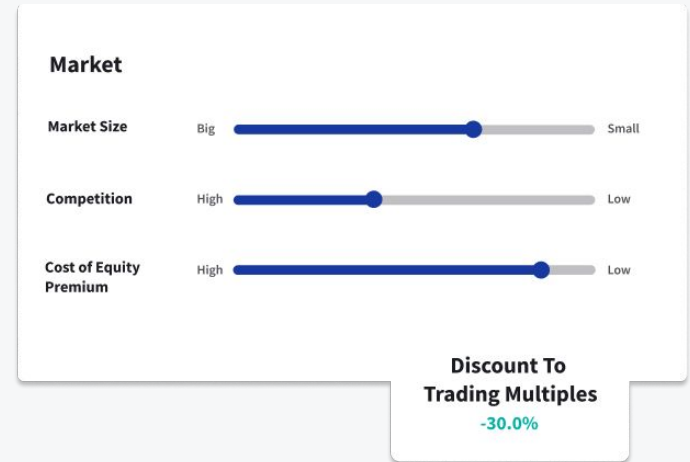 Market
Market Size
Big
Small
Competition
High
Low
Cost of Equity
Premium
High
Low
Discount To
Trading Multiples
-30.0%